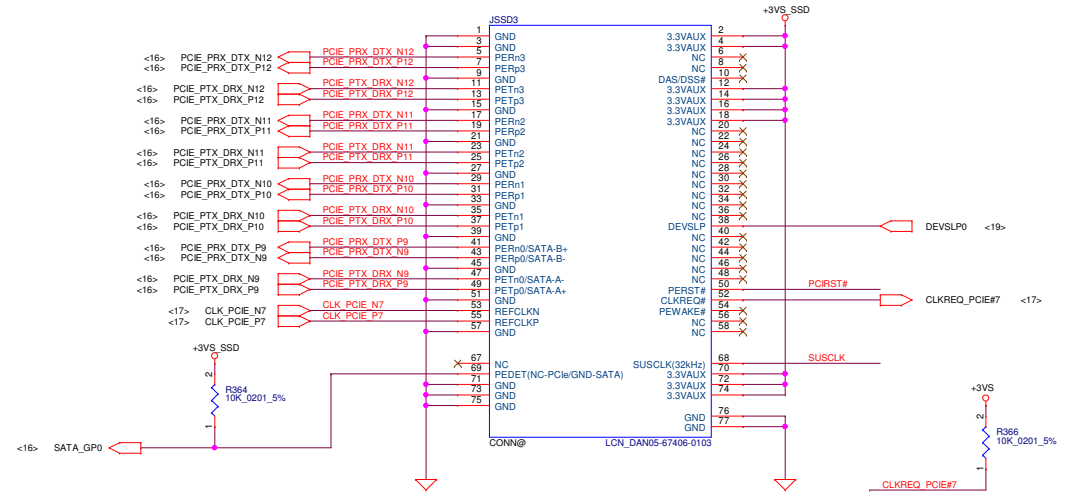 +3VS_SSD
JSSD3
1 GND 3.3VAUX 2
3 GND 3.3VAUX 4
<16> PCIE_PRX_DTX_N12 PCIE_PRX_DTX_N12 5 PERn3 NC 6
<16> PCIE_PRX_DTX_P12 PCIE_PRX_DTX_P12 7 PERp3 NC 8
9 GND DAS/DSS# 10
<16> PCIE_PTX_DRX_N12 PCIE_PTX_DRX_N12 11 PETn3 3.3VAUX 12
<16> PCIE_PTX_DRX_P12 PCIE_PTX_DRX_P12 13 PETp3 3.3VAUX 14
15 GND 3.3VAUX 16
<16> PCIE_PRX_DTX_N11 PCIE_PRX_DTX_N11 17 PERn2 3.3VAUX 18
<16> PCIE_PRX_DTX_P11 PCIE_PRX_DTX_P11 19 PERp2 NC 20
21 GND NC 22
<16> PCIE_PTX_DRX_N11 PCIE_PTX_DRX_N11 23 PETn2 NC 24
<16> PCIE_PTX_DRX_P11 PCIE_PTX_DRX_P11 25 PETp2 NC 26
27 GND NC 28
<16> PCIE_PRX_DTX_N10 PCIE_PRX_DTX_N10 29 PERn1 NC 30
<16> PCIE_PRX_DTX_P10 PCIE_PRX_DTX_P10 31 PERp1 NC 32
33 GND NC 34
<16> PCIE_PTX_DRX_N10 PCIE_PTX_DRX_N10 35 PETn1 NC 36
<16> PCIE_PTX_DRX_P10 PCIE_PTX_DRX_P10 37 PETp1 DEVSLP 38 DEVSLP0 <19>
39 GND NC 40
<16> PCIE_PRX_DTX_P9 PCIE_PRX_DTX_P9 41 PERn0/SATA-B+ NC 42
<16> PCIE_PRX_DTX_N9 PCIE_PRX_DTX_N9 43 PERp0/SATA-B- NC 44
45 GND NC 46
<16> PCIE_PTX_DRX_N9 PCIE_PTX_DRX_N9 47 PETn0/SATA-A- NC 48
<16> PCIE_PTX_DRX_P9 PCIE_PTX_DRX_P9 49 PETp0/SATA-A+ PERST# 50 PCIRST#
51 GND CLKREQ# 52 CLKREQ_PCIE#7 <17>
<17> CLK_PCIE_N7 CLK_PCIE_N7 53 REFCLKN PEWAKE# 54
<17> CLK_PCIE_P7 CLK_PCIE_P7 55 REFCLKP NC 56
57 GND NC 58
+3VS_SSD
67 NC SUSCLK(32kHz) 68 SUSCLK
69 PEDET(NC-PCIe/GND-SATA) 3.3VAUX 70
71 GND 3.3VAUX 72
73 GND 3.3VAUX 74
75 GND
GND 76
GND 77
2
R364
10K_0201_5%
1
<16> SATA_GP0
CONN@ LCN_DAN05-67406-0103
+3VS
2
R366
10K_0201_5%
1
CLKREQ_PCIE#7